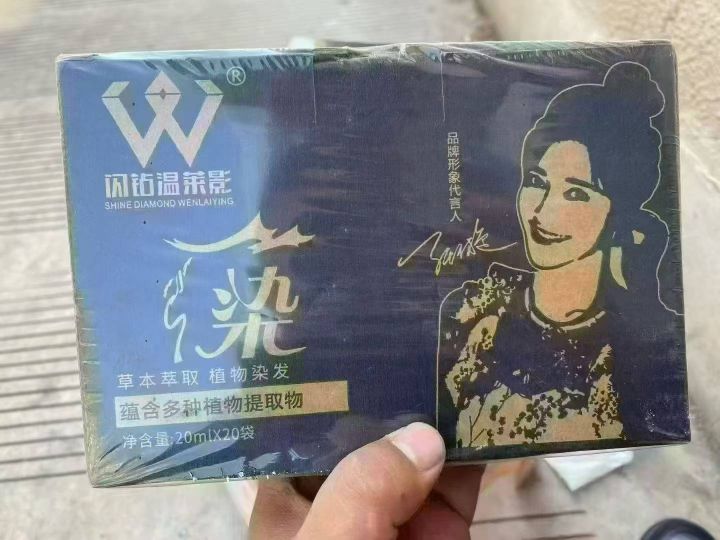 ®
闪钻温莱影
SHINE DIAMOND WENLAIYING
品牌形象代言人
一染
草本萃取 植物染发
蕴含多种植物提取物
净含量:20mlX20袋